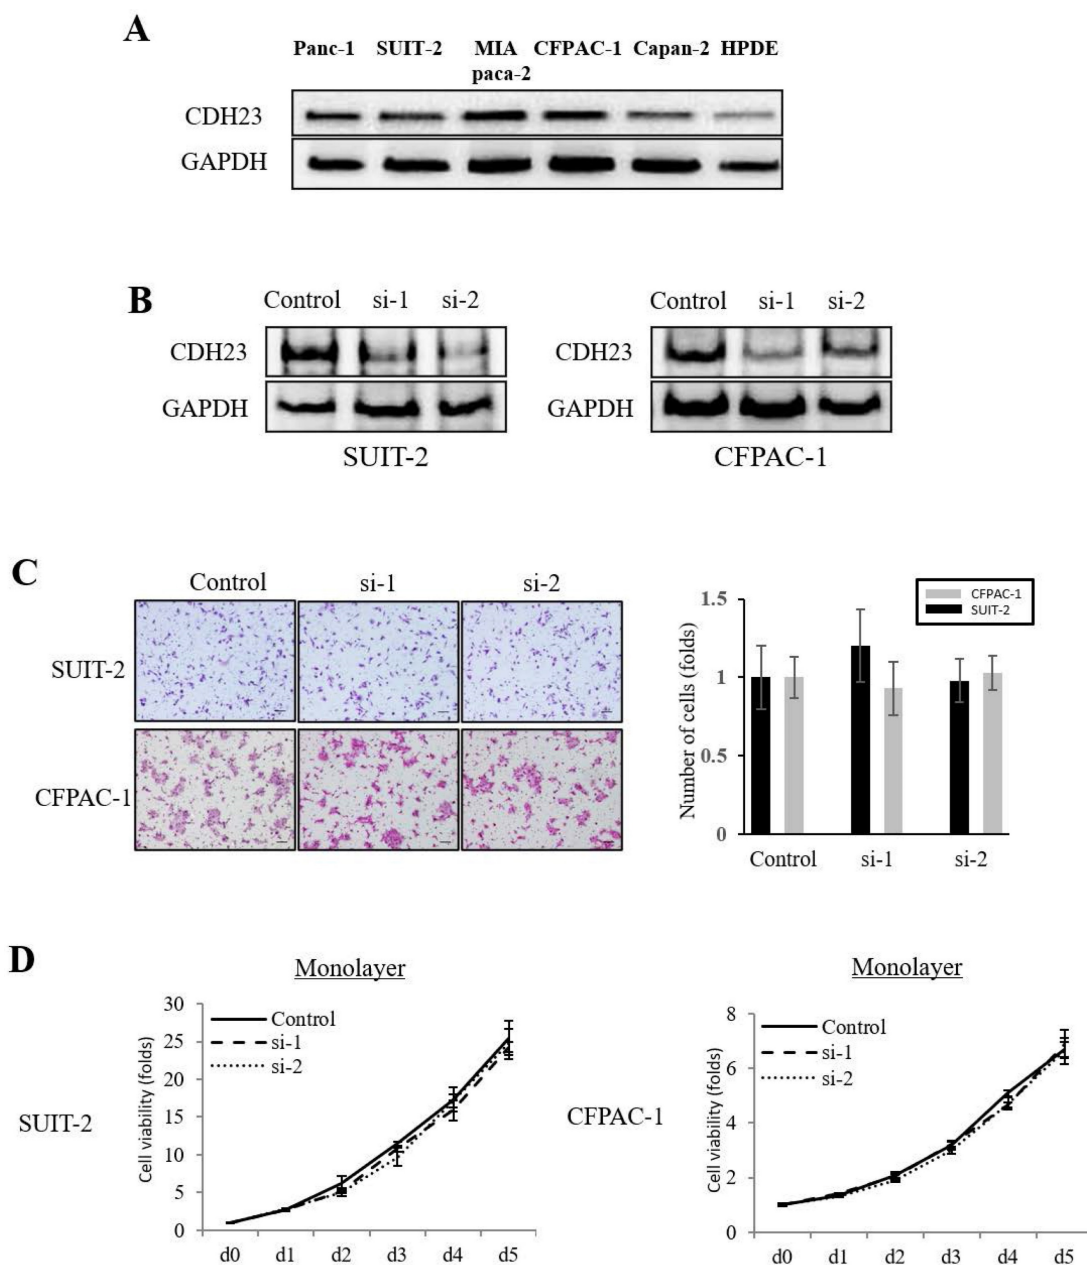 A
Panc-1 SUIT-2 MIA CFPAC-1 Capan-2 HPDE
paca-2
CDH23
GAPDH
B
Control si-1 si-2
CDH23
GAPDH
SUIT-2
Control si-1 si-2
CDH23
GAPDH
CFPAC-1
C
Control si-1 si-2
SUIT-2
CFPAC-1
CFPAC-1
SUIT-2
Number of cells (folds)
1.5
1
0.5
0
Control si-1 si-2
D
Monolayer
SUIT-2
Cell viability (folds)
30
25
20
15
10
5
0
Control
si-1
si-2
d0 d1 d2 d3 d4 d5
Monolayer
CFPAC-1
Cell viability (folds)
8
6
4
2
0
Control
si-1
si-2
d0 d1 d2 d3 d4 d5